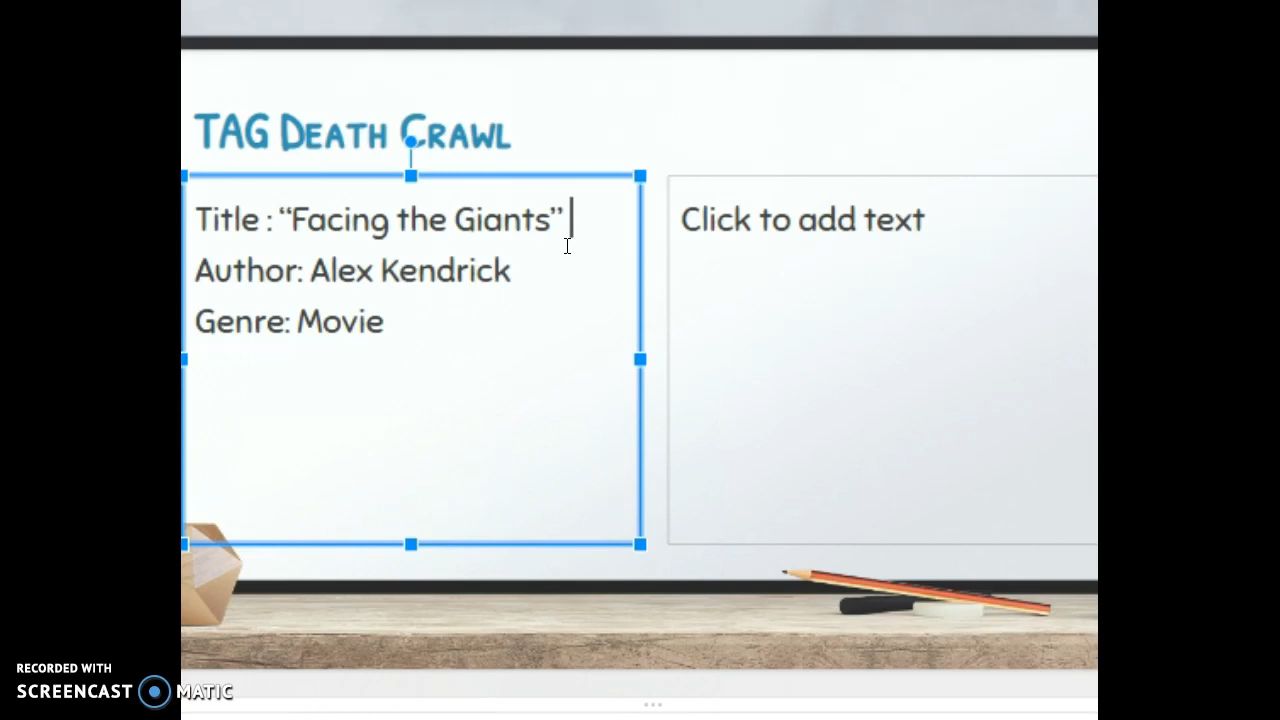 TAG DEATH CRAWL
Title : “Facing the Giants”
Author: Alex Kendrick
Genre: Movie
Click to add text
RECORDED WITH
SCREENCAST MATIC